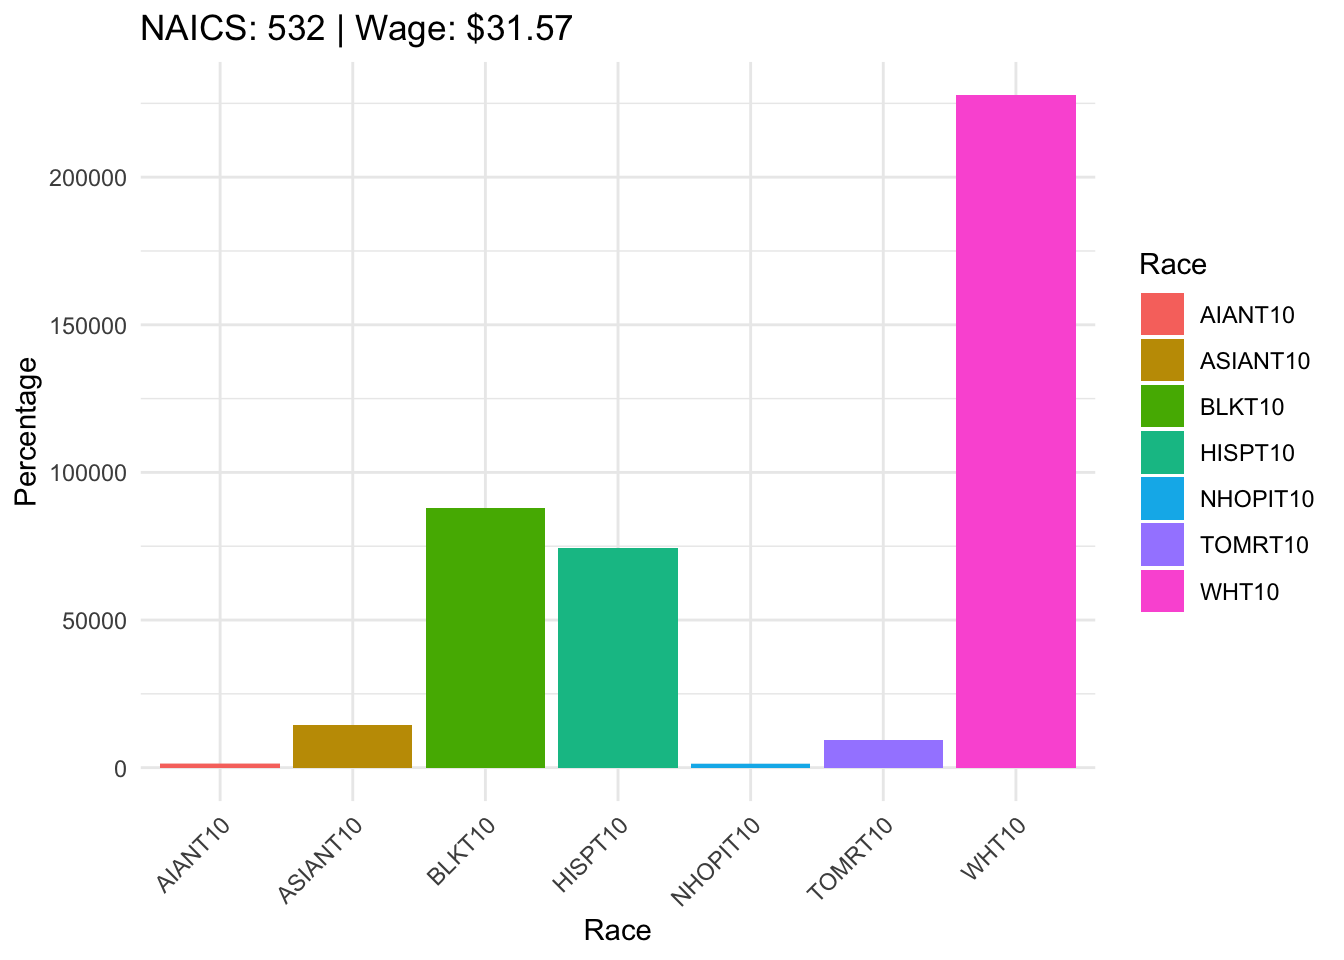 NAICS: 532 | Wage: $31.57
Percentage
200000
150000
100000
50000
0
AIANT10
ASIANT10
BLKT10
HISPT10
NHOPIT10
TOMRT10
WHT10
Race
Race
AIANT10
ASIANT10
BLKT10
HISPT10
NHOPIT10
TOMRT10
WHT10